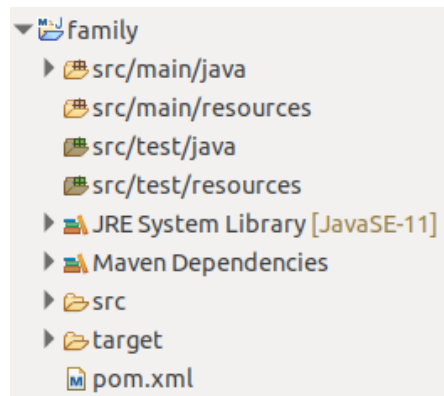 family
src/main/java
src/main/resources
src/test/java
src/test/resources
JRE System Library [JavaSE-11]
Maven Dependencies
src
target
pom.xml